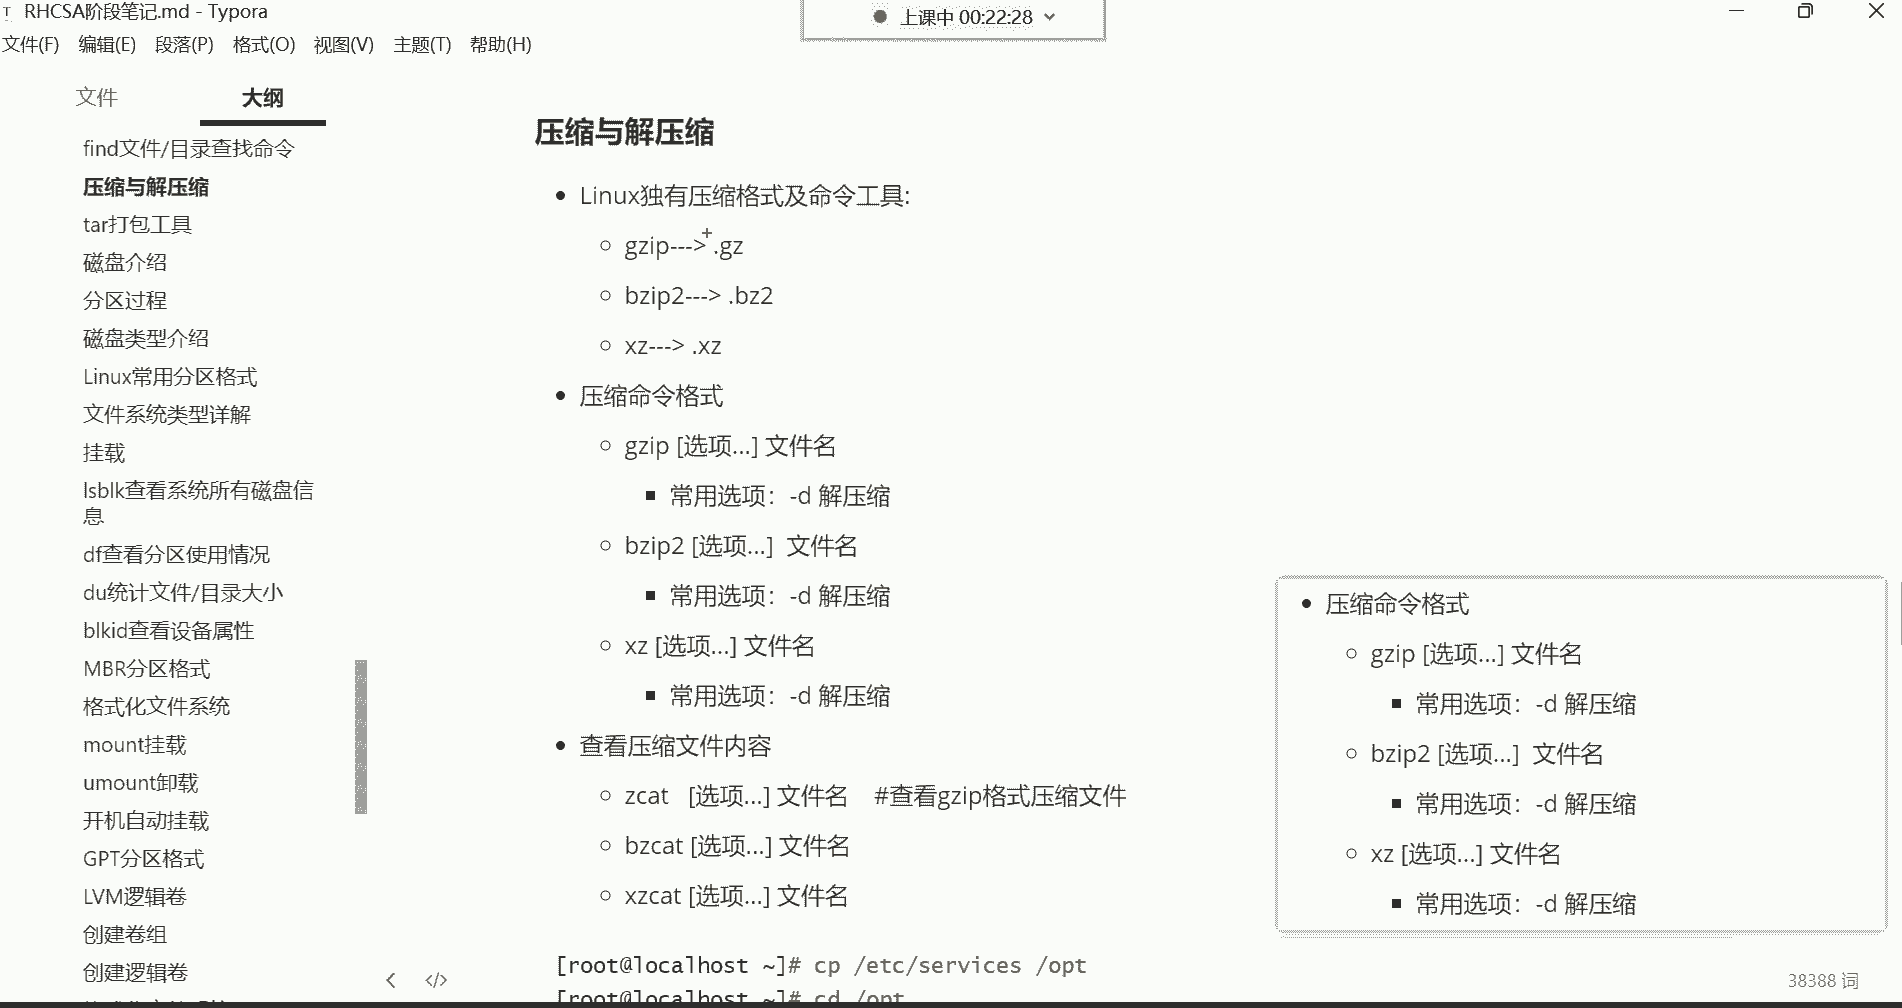 RHCSA阶段笔记.md - Typora
上课中 00:22:28
文件(F) 编辑(E) 段落(P) 格式(O) 视图(V) 主题(T) 帮助(H)
文件 大纲
find文件/目录查找命令
压缩与解压缩
tar打包工具
磁盘介绍
分区过程
磁盘类型介绍
Linux常用分区格式
文件系统类型详解
挂载
lsblk查看系统所有磁盘信
息
df查看分区使用情况
du统计文件/目录大小
blkid查看设备属性
MBR分区格式
格式化文件系统
mount挂载
umount卸载
开机自动挂载
GPT分区格式
LVM逻辑卷
创建卷组
创建逻辑卷
压缩与解压缩
Linux独有压缩格式及命令工具:
gzip---> .gz
bzip2---> .bz2
xz---> .xz
压缩命令格式
gzip [选项...] 文件名
常用选项：-d 解压缩
bzip2 [选项...] 文件名
常用选项：-d 解压缩
xz [选项...] 文件名
常用选项：-d 解压缩
查看压缩文件内容
zcat [选项...] 文件名 #查看gzip格式压缩文件
bzcat [选项...] 文件名
xzcat [选项...] 文件名
[root@localhost ~]# cp /etc/services /opt
[root@localhost ~]# cd /opt
压缩命令格式
gzip [选项...] 文件名
常用选项：-d 解压缩
bzip2 [选项...] 文件名
常用选项：-d 解压缩
xz [选项...] 文件名
常用选项：-d 解压缩
38388 词